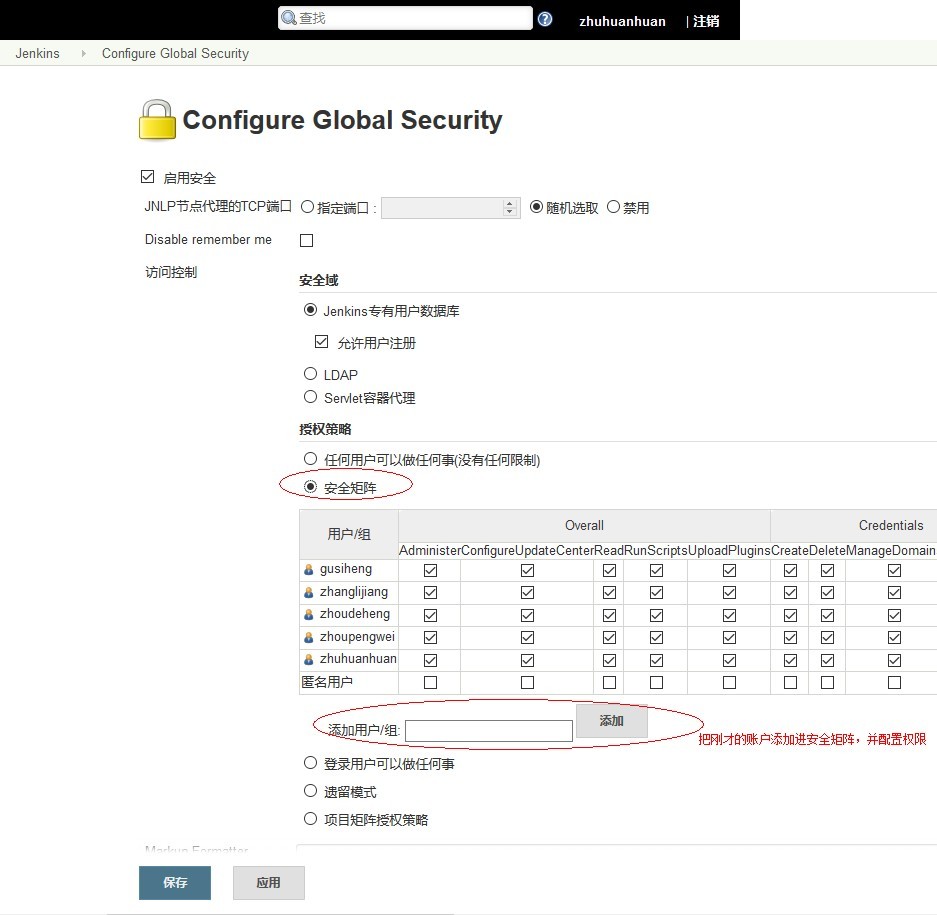 查找
zhuhuanhuan | 注销
Jenkins Configure Global Security
Configure Global Security
启用安全
JNLP节点代理的TCP端口 指定端口 : 随机选取 禁用
Disable remember me
访问控制
安全域
Jenkins专有用户数据库
允许用户注册
LDAP
Servlet容器代理
授权策略
任何用户可以做任何事(没有任何限制)
安全矩阵
用户/组 Overall Credentials
Administer ConfigureUpdateCenter Read RunScripts UploadPlugins Create Delete ManageDomain
gusiheng
zhanglijiang
zhoudeheng
zhoupengwei
zhuhuanhuan
匿名用户
添加用户/组: 添加
把刚才的账户添加进安全矩阵，并配置权限
登录用户可以做任何事
遗留模式
项目矩阵授权策略
Markup Formatter
保存 应用